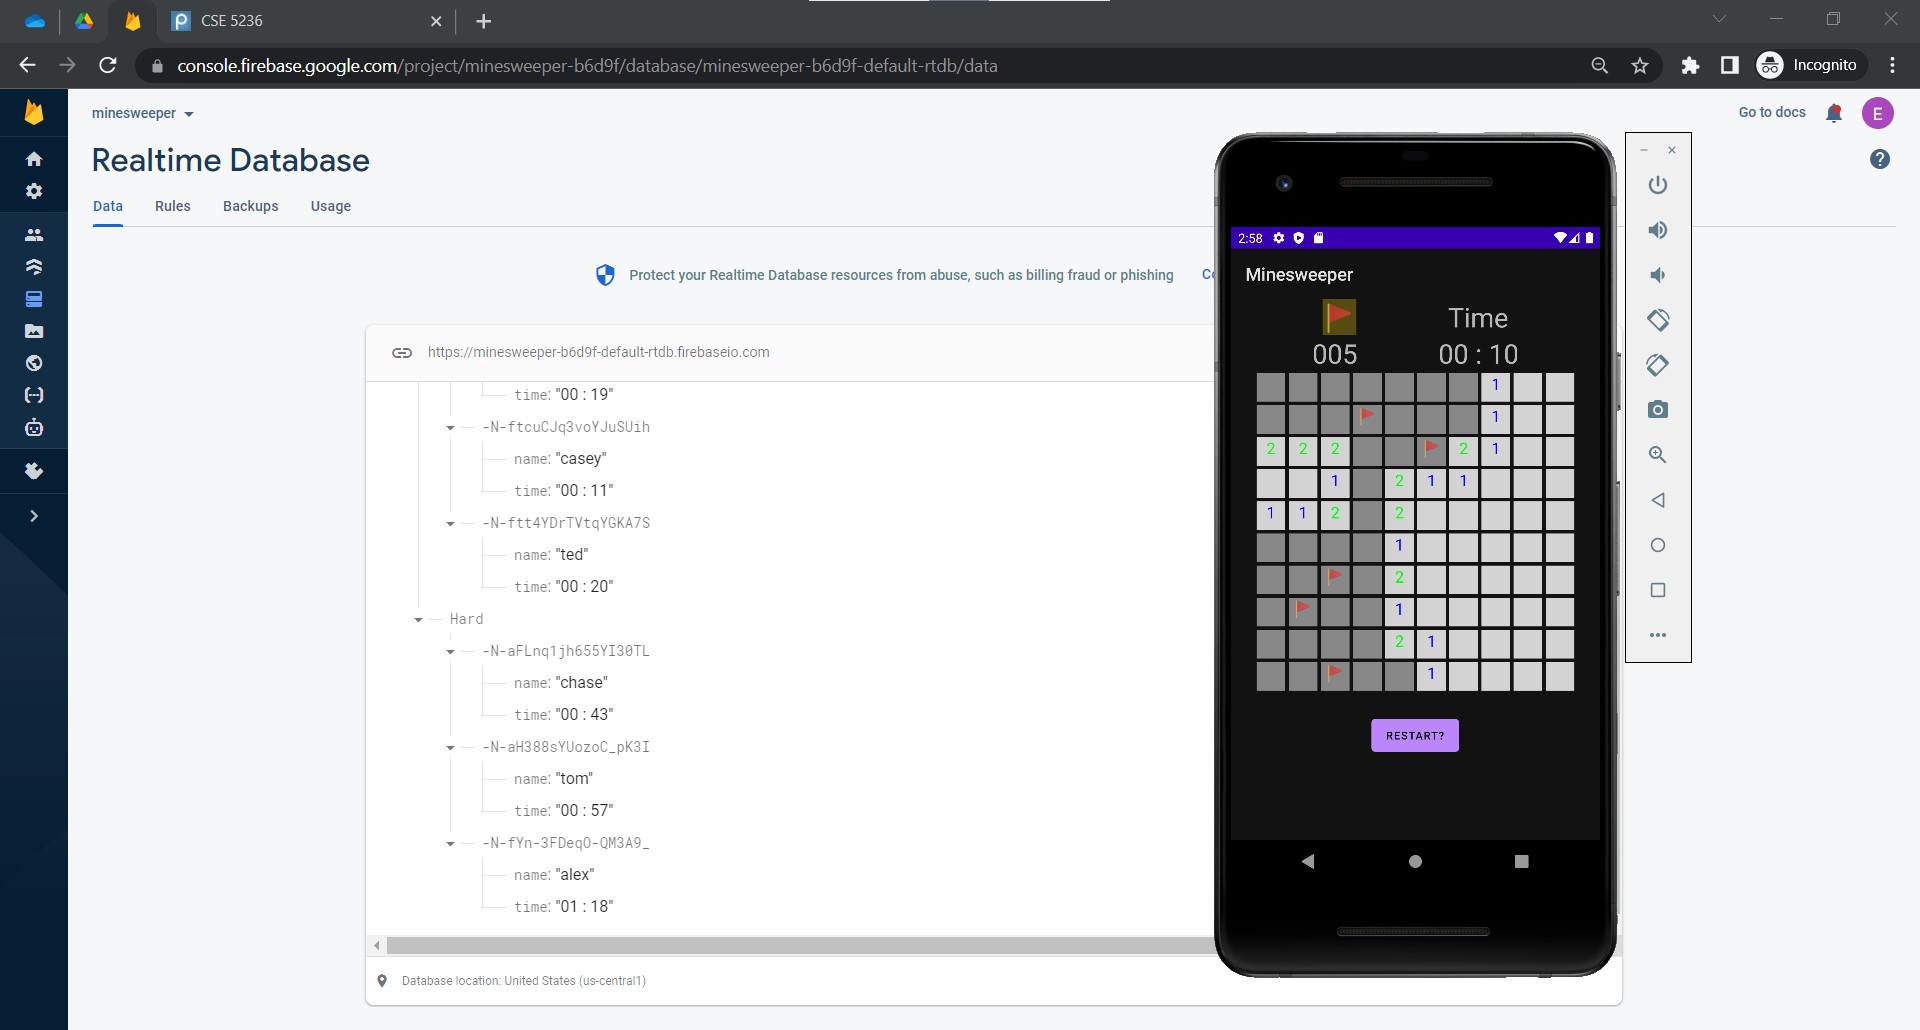 CSE 5236
console.firebase.google.com/project/minesweeper-b6d9f/database/minesweeper-b6d9f-default-rtdb/data
Incognito
minesweeper
Go to docs
E
Realtime Database
Data Rules Backups Usage
Protect your Realtime Database resources from abuse, such as billing fraud or phishing
https://minesweeper-b6d9f-default-rtdb.firebaseio.com
time: "00 : 19"
-N-ftcuCJq3voYJuSUih
name: "casey"
time: "00 : 11"
-N-ftt4YDrTVtqYGKA7S
name: "ted"
time: "00 : 20"
Hard
-N-aFLnq1jh655YI30TL
name: "chase"
time: "00 : 43"
-N-aH388sYUozoC_pK3I
name: "tom"
time: "00 : 57"
-N-fYn-3FDeqO-QM3A9_
name: "alex"
time: "01 : 18"
Database location: United States (us-central1)
2:58
Minesweeper
Time
005 00 : 10
1
1
2 2 2 2 1
1 2 1 1
1 1 2 2
1
2
1
2 1
1
RESTART?